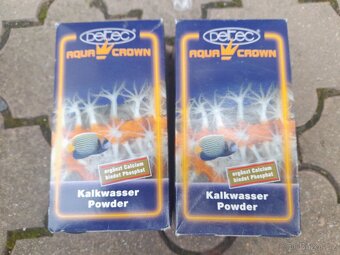 DELTEC
AQUA CROWN
ergänzt Calcium
bindet Phosphat
Kalkwasser
Powder
DELTEC
AQUA CROWN
ergänzt Calcium
bindet Phosphat
Kalkwasser
Powder